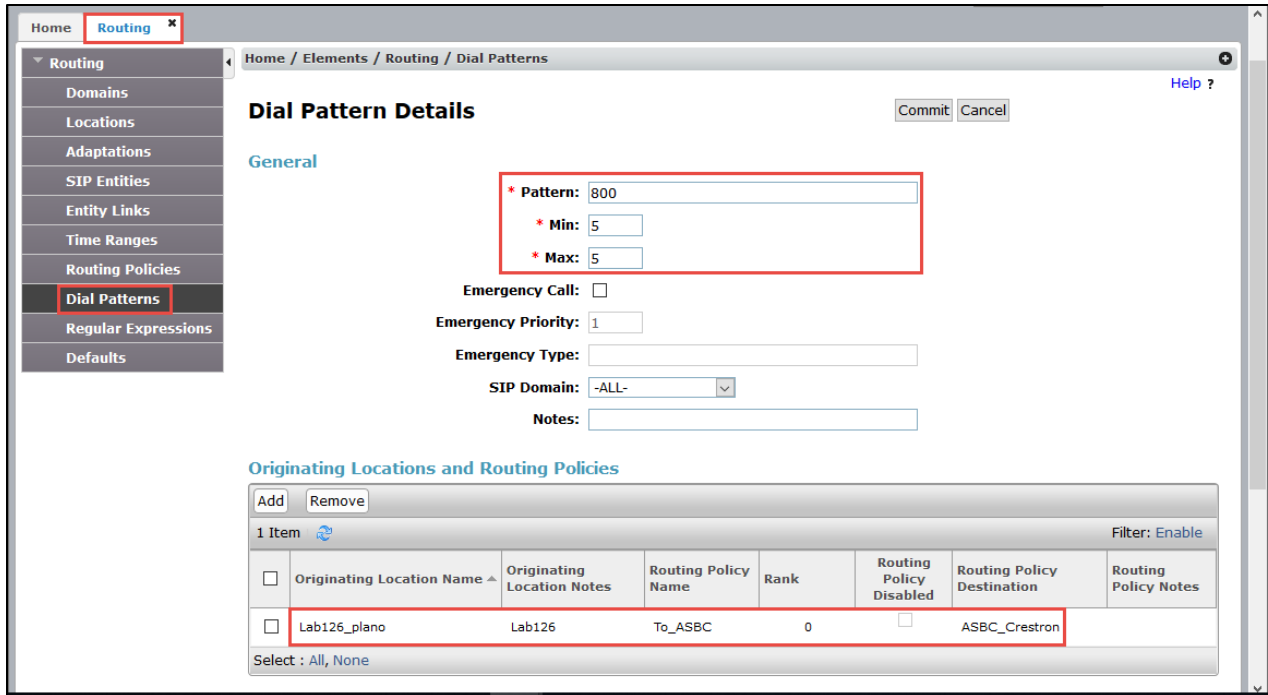 Home Routing ×
Routing
Domains
Locations
Adaptations
SIP Entities
Entity Links
Time Ranges
Routing Policies
Dial Patterns
Regular Expressions
Defaults
Home / Elements / Routing / Dial Patterns
Help ?
Dial Pattern Details
Commit Cancel
General
* Pattern: 800
* Min: 5
* Max: 5
Emergency Call:
Emergency Priority: 1
Emergency Type:
SIP Domain: -ALL-
Notes:
Originating Locations and Routing Policies
Add Remove
1 Item Filter: Enable
Originating Location Name Originating Location Notes Routing Policy Name Rank Routing Policy Disabled Routing Policy Destination Routing Policy Notes
Lab126_plano Lab126 To_ASBC 0 ASBC_Crestron
Select : All, None